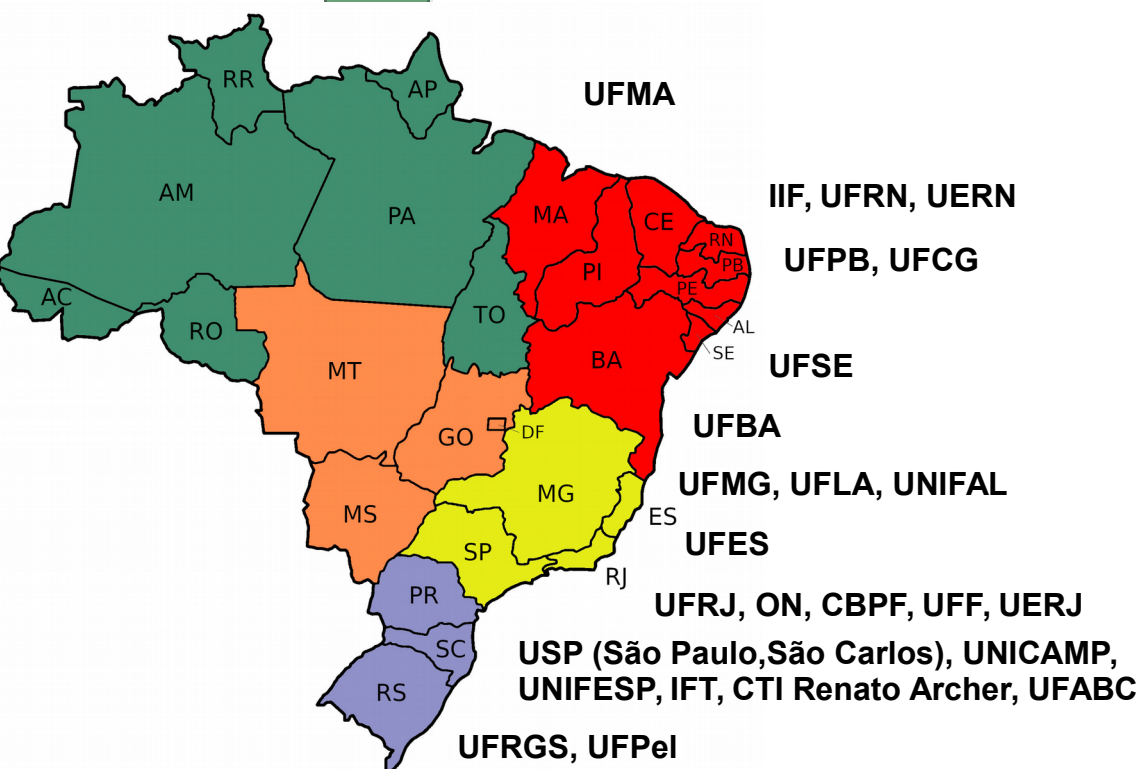 RR
AP
UFMA
AM
PA
MA
CE
IIF, UFRN, UERN
RN
PB
UFPB, UFCG
PI
PE
AC
RO
TO
AL
SE
BA
UFSE
MT
GO
DF
UFBA
MG
UFMG, UFLA, UNIFAL
MS
ES
SP
UFES
RJ
PR
UFRJ, ON, CBPF, UFF, UERJ
SC
USP (São Paulo,São Carlos), UNICAMP,
UNIFESP, IFT, CTI Renato Archer, UFABC
RS
UFRGS, UFPel